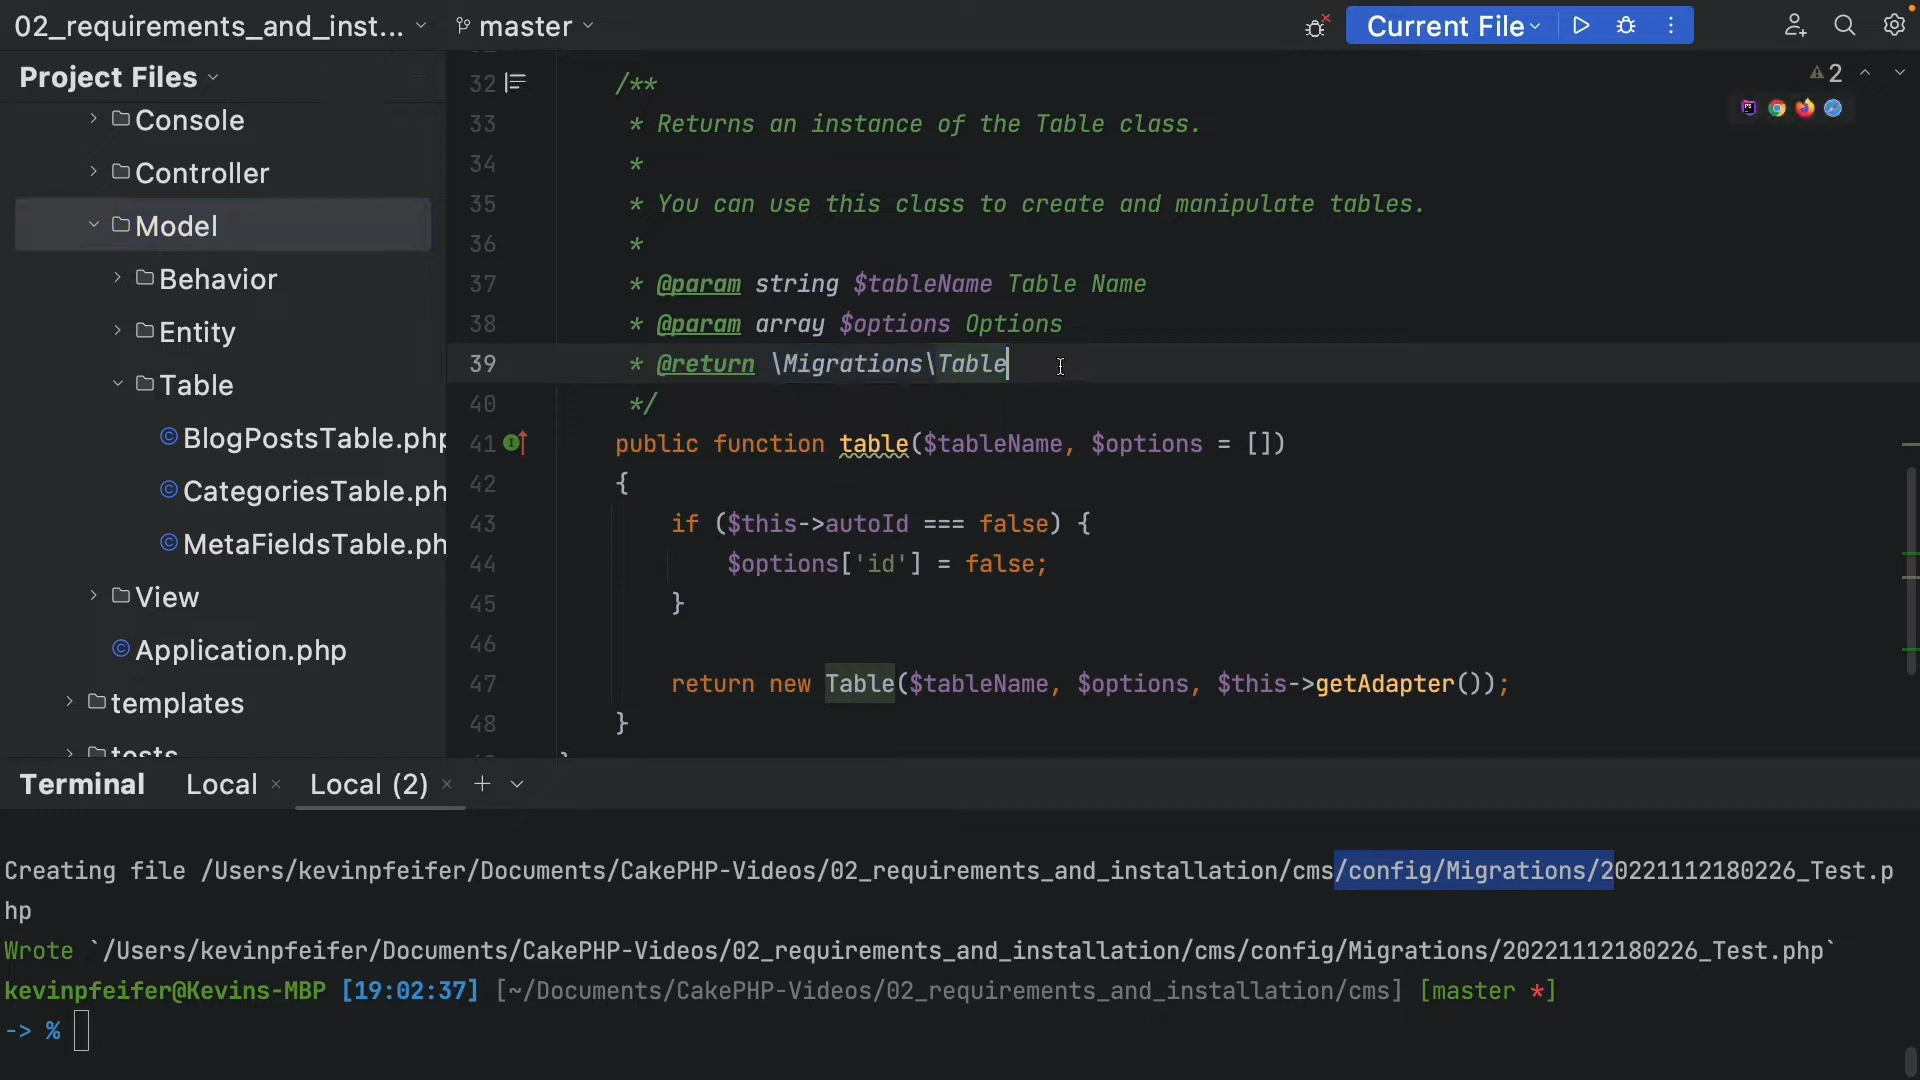 02_requirements_and_inst... master Current File
Project Files
Console
Controller
Model
Behavior
Entity
Table
BlogPostsTable.php
CategoriesTable.ph
MetaFieldsTable.ph
View
Application.php
templates
tests
2
32 /**
33 * Returns an instance of the Table class.
34 *
35 * You can use this class to create and manipulate tables.
36 *
37 * @param string $tableName Table Name
38 * @param array $options Options
39 * @return \Migrations\Table
40 */
41 public function table($tableName, $options = [])
42 {
43 if ($this->autoId === false) {
44 $options['id'] = false;
45 }
46
47 return new Table($tableName, $options, $this->getAdapter());
48 }
Terminal Local × Local (2) × +
Creating file /Users/kevinpfeifer/Documents/CakePHP-Videos/02_requirements_and_installation/cms/config/Migrations/20221112180226_Test.p
hp
Wrote `/Users/kevinpfeifer/Documents/CakePHP-Videos/02_requirements_and_installation/cms/config/Migrations/20221112180226_Test.php`
kevinpfeifer@Kevins-MBP [19:02:37] [~/Documents/CakePHP-Videos/02_requirements_and_installation/cms] [master *]
-> %